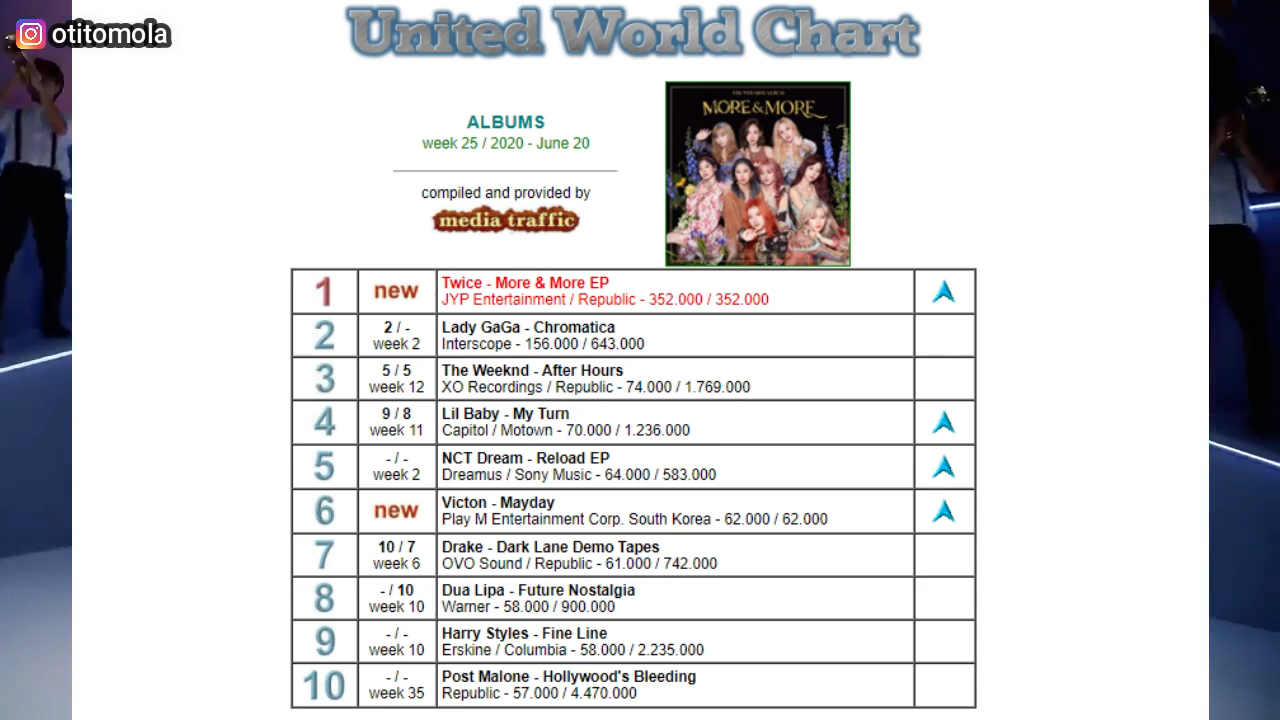 otitomola
United World Chart
ALBUMS
week 25 / 2020 - June 20
compiled and provided by
media traffic
MORE & MORE
1
new
Twice - More & More EP
JYP Entertainment / Republic - 352.000 / 352.000
2
2 / -
week 2
Lady GaGa - Chromatica
Interscope - 156.000 / 643.000
3
5 / 5
week 12
The Weeknd - After Hours
XO Recordings / Republic - 74.000 / 1.769.000
4
9 / 8
week 11
Lil Baby - My Turn
Capitol / Motown - 70.000 / 1.236.000
5
- / -
week 2
NCT Dream - Reload EP
Dreamus / Sony Music - 64.000 / 583.000
6
new
Victon - Mayday
Play M Entertainment Corp. South Korea - 62.000 / 62.000
7
10 / 7
week 6
Drake - Dark Lane Demo Tapes
OVO Sound / Republic - 61.000 / 742.000
8
- / 10
week 10
Dua Lipa - Future Nostalgia
Warner - 58.000 / 900.000
9
- / -
week 10
Harry Styles - Fine Line
Erskine / Columbia - 58.000 / 2.235.000
10
- / -
week 35
Post Malone - Hollywood's Bleeding
Republic - 57.000 / 4.470.000